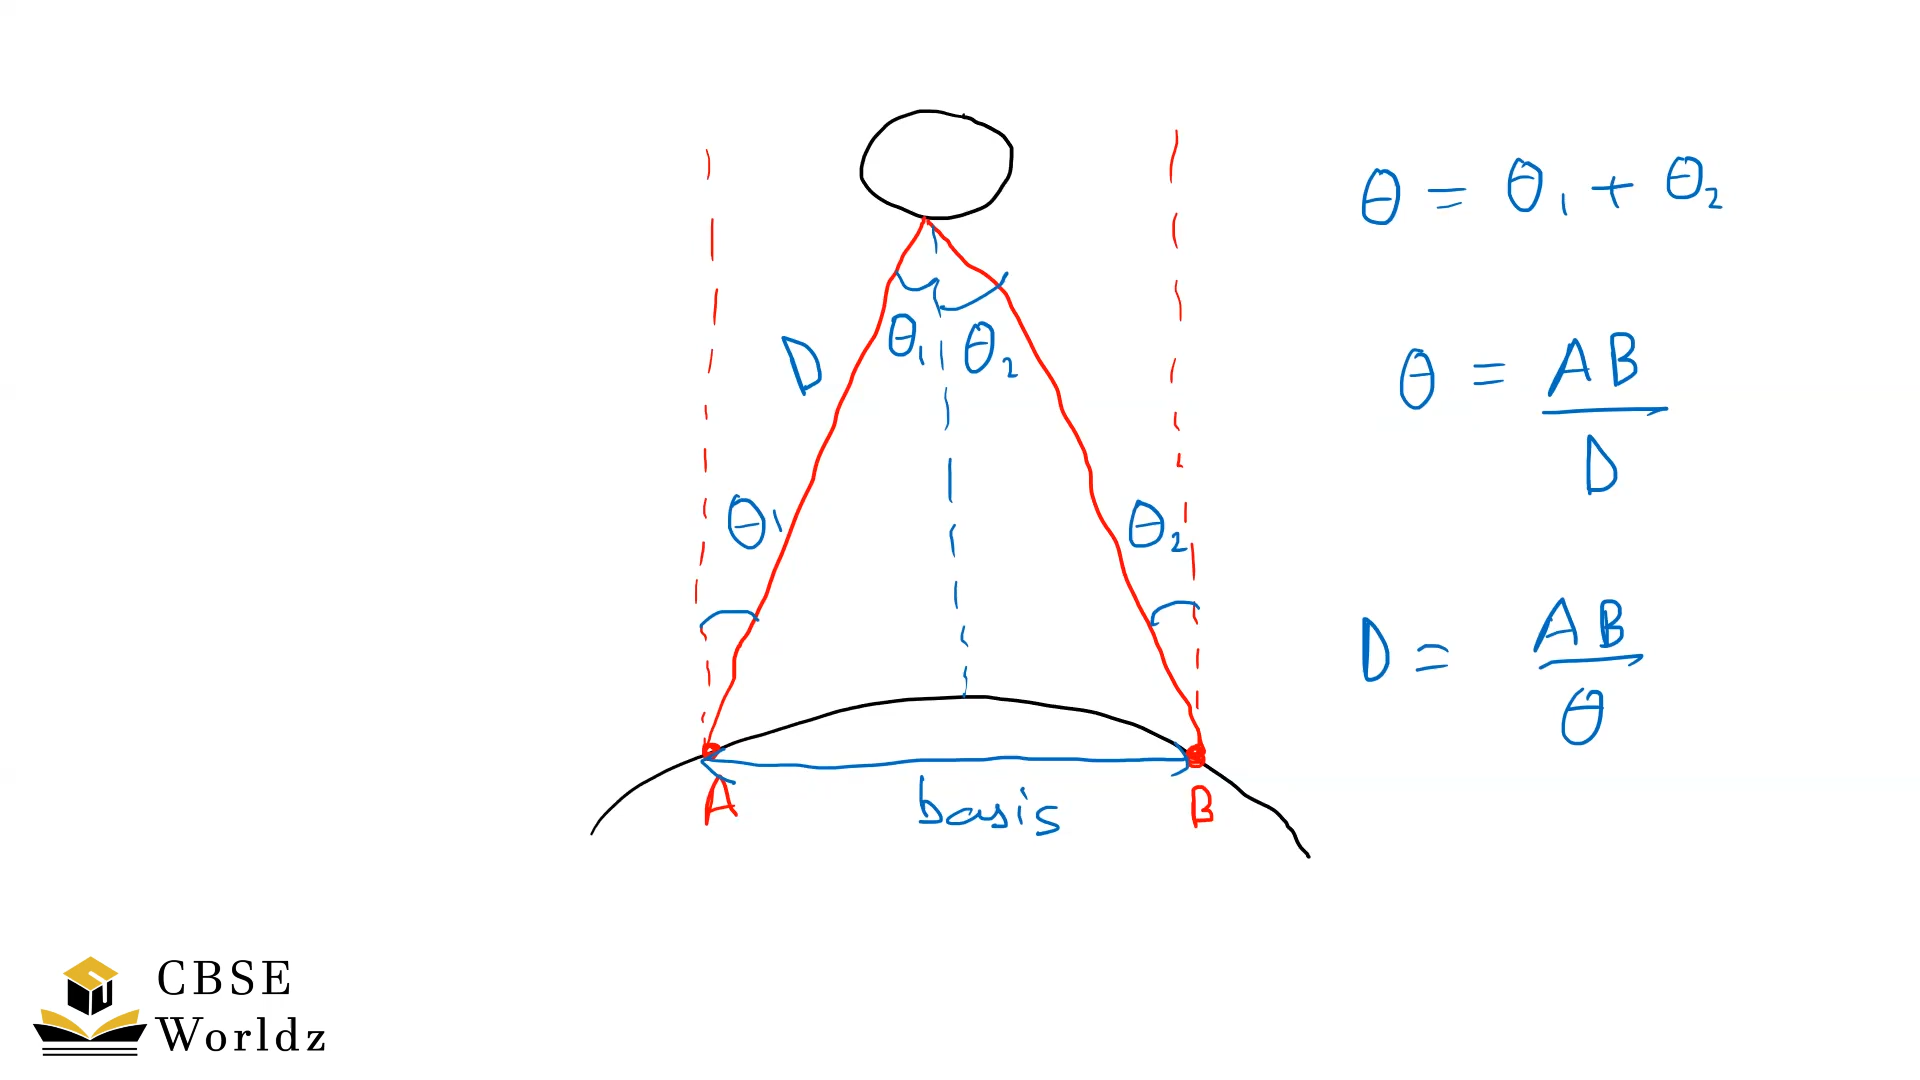 θ = θ₁ + θ₂
D θ₁ θ₂
θ = AB
D
θ₁ θ₂
D = AB
θ
A basis B
CBSE
Worldz